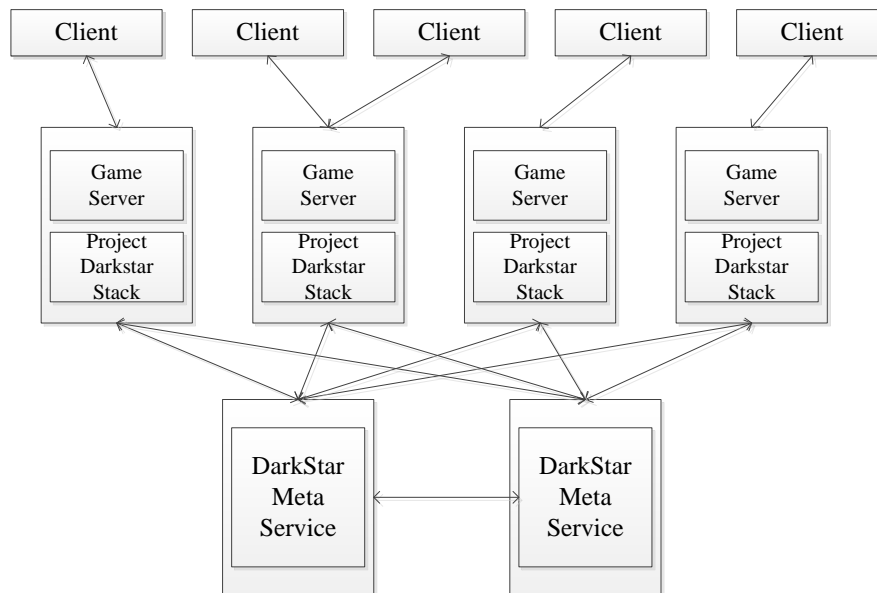 Client
Client
Client
Client
Client
Game
Server
Project
Darkstar
Stack
Game
Server
Project
Darkstar
Stack
Game
Server
Project
Darkstar
Stack
Game
Server
Project
Darkstar
Stack
DarkStar
Meta
Service
DarkStar
Meta
Service